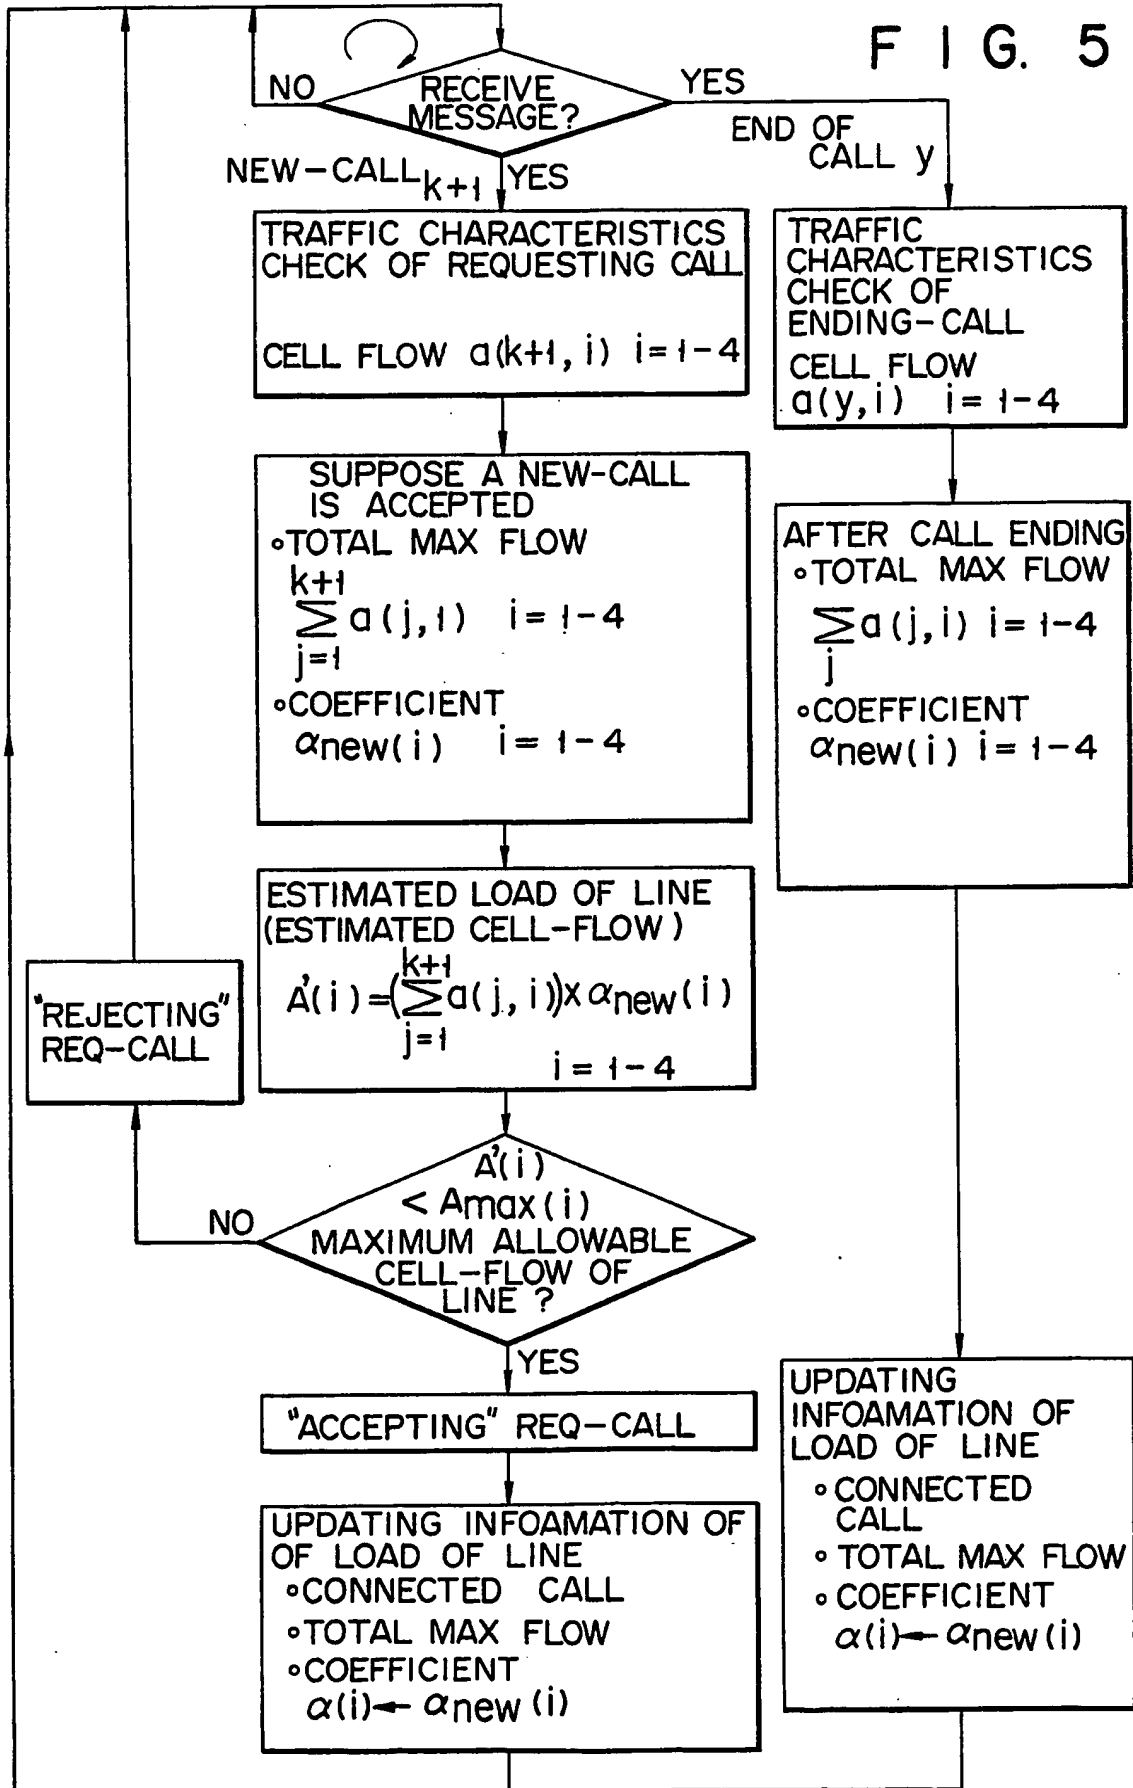 FIG. 5
RECEIVE
MESSAGE?
NO
YES
END OF
CALL y
NEW-CALL k+1
YES
TRAFFIC CHARACTERISTICS
CHECK OF REQUESTING CALL
CELL FLOW a(k+1, i) i=1-4
TRAFFIC
CHARACTERISTICS
CHECK OF
ENDING-CALL
CELL FLOW
a(y,i) i=1-4
SUPPOSE A NEW-CALL
IS ACCEPTED
∘TOTAL MAX FLOW
k+1
∑ a(j,1) i=1-4
j=1
∘COEFFICIENT
αnew(i) i=1-4
AFTER CALL ENDING
∘TOTAL MAX FLOW
∑a(j,i) i=1-4
j
∘COEFFICIENT
αnew(i) i=1-4
ESTIMATED LOAD OF LINE
(ESTIMATED CELL-FLOW)
k+1
A'(i)=(∑a(j,i))×αnew(i)
j=1
i=1-4
"REJECTING"
REQ-CALL
A'(i)
< Amax(i)
MAXIMUM ALLOWABLE
CELL-FLOW OF
LINE ?
NO
YES
"ACCEPTING" REQ-CALL
UPDATING INFOAMATION OF
OF LOAD OF LINE
∘CONNECTED CALL
∘TOTAL MAX FLOW
∘COEFFICIENT
α(i)←αnew(i)
UPDATING
INFOAMATION OF
LOAD OF LINE
∘CONNECTED
CALL
∘TOTAL MAX FLOW
∘COEFFICIENT
α(i)←αnew(i)